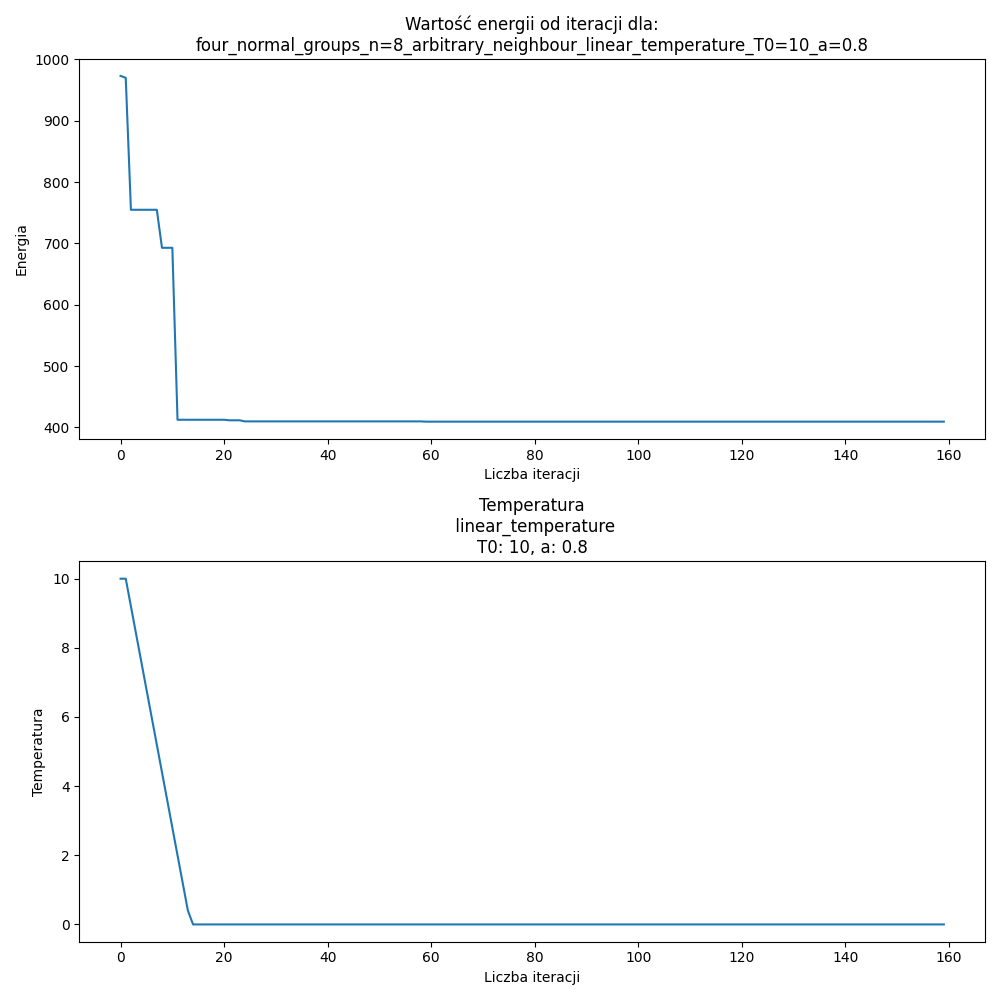 Wartość energii od iteracji dla:
four_normal_groups_n=8_arbitrary_neighbour_linear_temperature_T0=10_a=0.8
1000
900
800
700
600
500
400
Energia
0 20 40 60 80 100 120 140 160
Liczba iteracji
Temperatura
linear_temperature
T0: 10, a: 0.8
10
8
6
4
2
0
Temperatura
0 20 40 60 80 100 120 140 160
Liczba iteracji